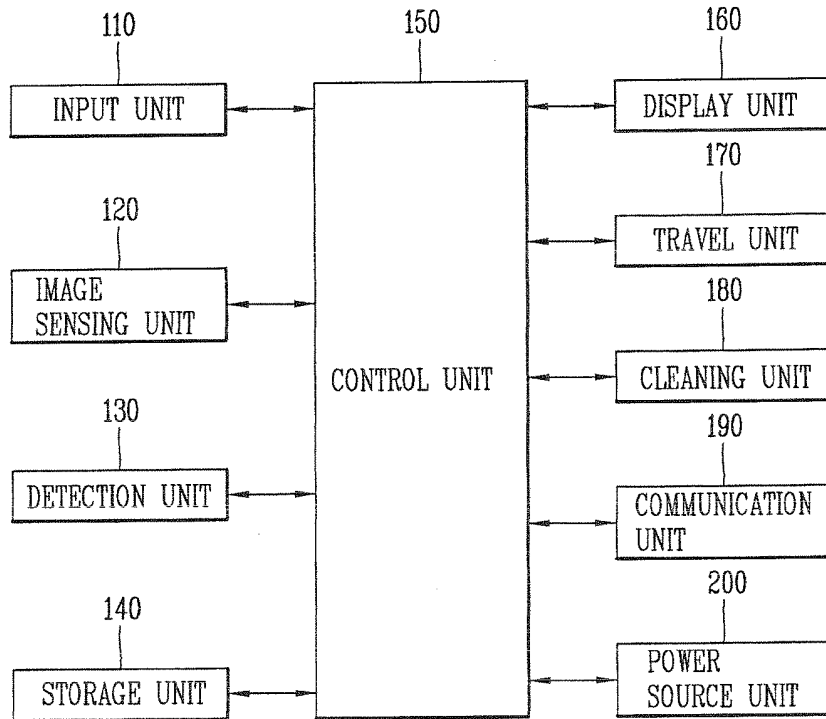 110
INPUT UNIT
120
IMAGE
SENSING UNIT
130
DETECTION UNIT
140
STORAGE UNIT
150
CONTROL UNIT
160
DISPLAY UNIT
170
TRAVEL UNIT
180
CLEANING UNIT
190
COMMUNICATION
UNIT
200
POWER
SOURCE UNIT